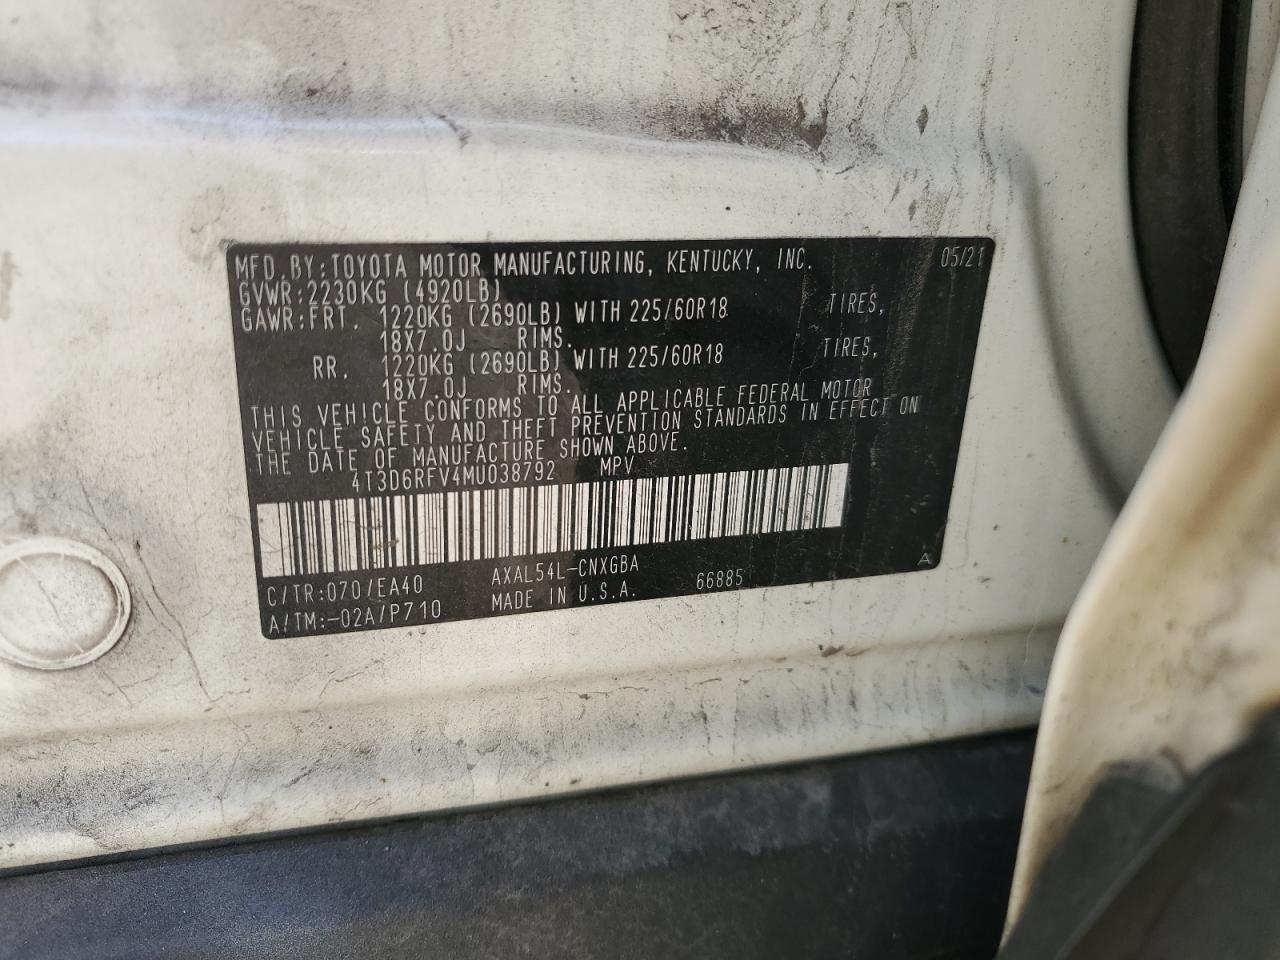 MFD.BY:TOYOTA MOTOR MANUFACTURING, KENTUCKY, INC. 05/21
GVWR:2230KG (4920LB)
GAWR:FRT. 1220KG (2690LB) WITH 225/60R18 TIRES,
18X7.0J RIMS.
RR. 1220KG (2690LB) WITH 225/60R18 TIRES,
18X7.0J RIMS.
THIS VEHICLE CONFORMS TO ALL APPLICABLE FEDERAL MOTOR
VEHICLE SAFETY AND THEFT PREVENTION STANDARDS IN EFFECT ON
THE DATE OF MANUFACTURE SHOWN ABOVE.
4T3D6RFV4MU038792 MPV
C/TR:070/EA40 AXAL54L-CNXGBA A
A/TM:-02A/P710 MADE IN U.S.A. 66885